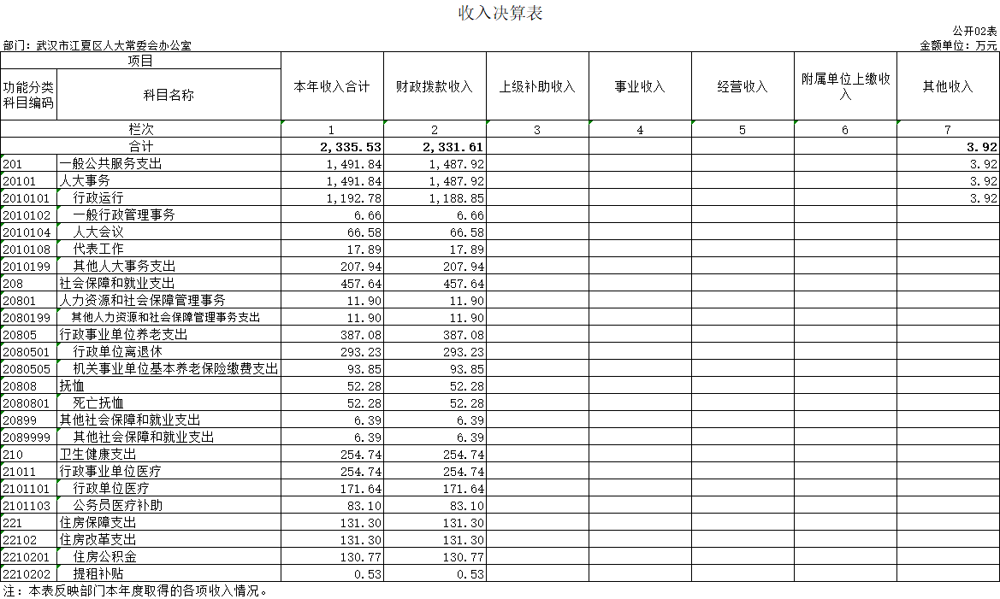 收入决算表
公开02表
部门：武汉市江夏区人大常委会办公室 金额单位：万元
项目 本年收入合计 财政拨款收入 上级补助收入 事业收入 经营收入 附属单位上缴收入 其他收入
功能分类科目编码 科目名称
栏次 1 2 3 4 5 6 7
合计 2,335.53 2,331.61 3.92
201 一般公共服务支出 1,491.84 1,487.92 3.92
20101 人大事务 1,491.84 1,487.92 3.92
2010101 行政运行 1,192.78 1,188.85 3.92
2010102 一般行政管理事务 6.66 6.66
2010104 人大会议 66.58 66.58
2010108 代表工作 17.89 17.89
2010199 其他人大事务支出 207.94 207.94
208 社会保障和就业支出 457.64 457.64
20801 人力资源和社会保障管理事务 11.90 11.90
2080199 其他人力资源和社会保障管理事务支出 11.90 11.90
20805 行政事业单位养老支出 387.08 387.08
2080501 行政单位离退休 293.23 293.23
2080505 机关事业单位基本养老保险缴费支出 93.85 93.85
20808 抚恤 52.28 52.28
2080801 死亡抚恤 52.28 52.28
20899 其他社会保障和就业支出 6.39 6.39
2089999 其他社会保障和就业支出 6.39 6.39
210 卫生健康支出 254.74 254.74
21011 行政事业单位医疗 254.74 254.74
2101101 行政单位医疗 171.64 171.64
2101103 公务员医疗补助 83.10 83.10
221 住房保障支出 131.30 131.30
22102 住房改革支出 131.30 131.30
2210201 住房公积金 130.77 130.77
2210202 提租补贴 0.53 0.53
注：本表反映部门本年度取得的各项收入情况。